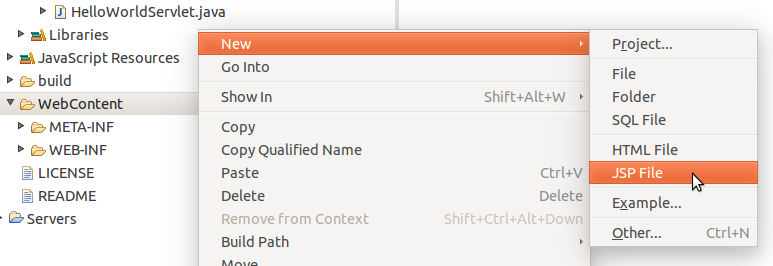 HelloWorldServlet.java
Libraries
JavaScript Resources
build
WebContent
META-INF
WEB-INF
LICENSE
README
Servers
New
Go Into
Show In Shift+Alt+W
Copy
Copy Qualified Name
Paste Ctrl+V
Delete Delete
Remove from Context Shift+Ctrl+Alt+Down
Build Path
Move
Project...
File
Folder
SQL File
HTML File
JSP File
Example...
Other... Ctrl+N